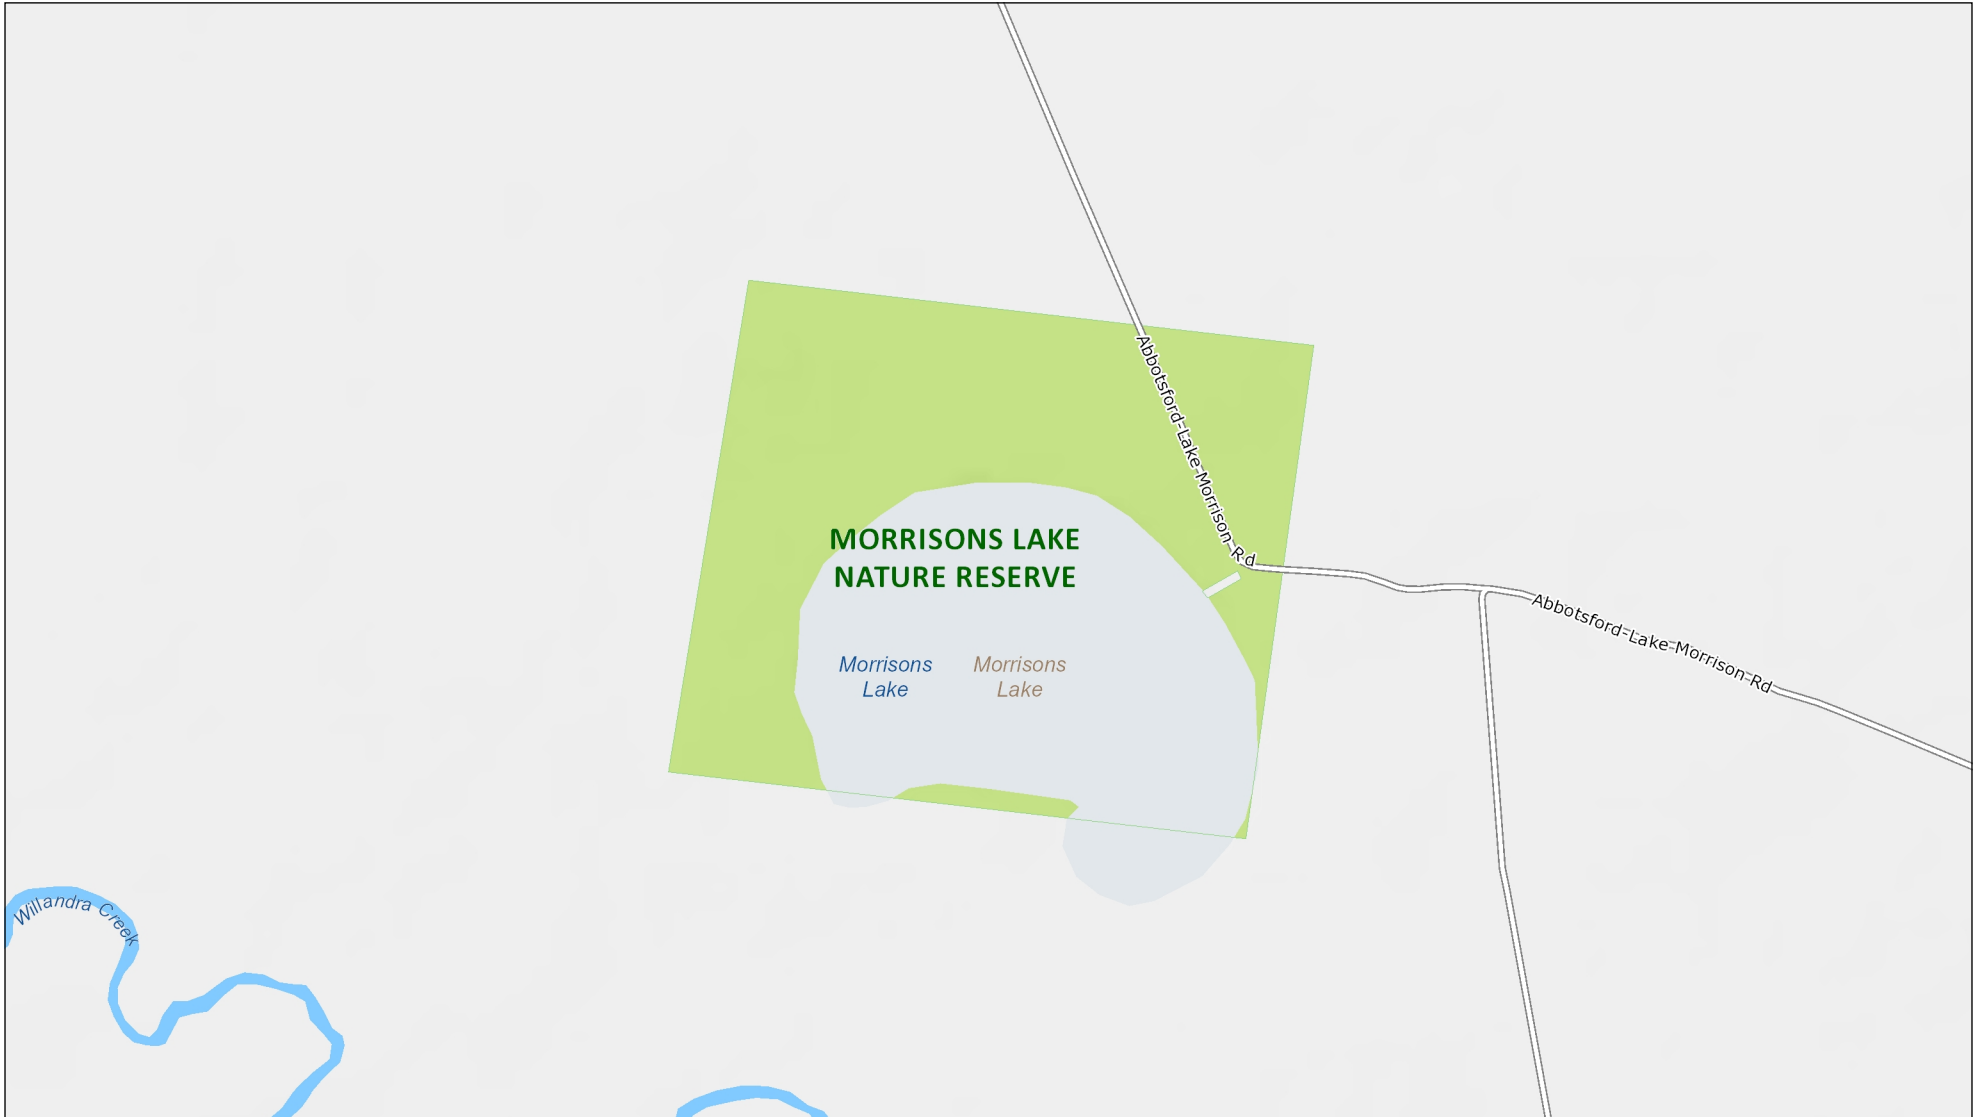 Abbotsford-Lake-Morrison Rd
MORRISONS LAKE
NATURE RESERVE
Abbotsford-Lake-Morrison Rd
Morrisons
Lake
Morrisons
Lake
Willandra Creek